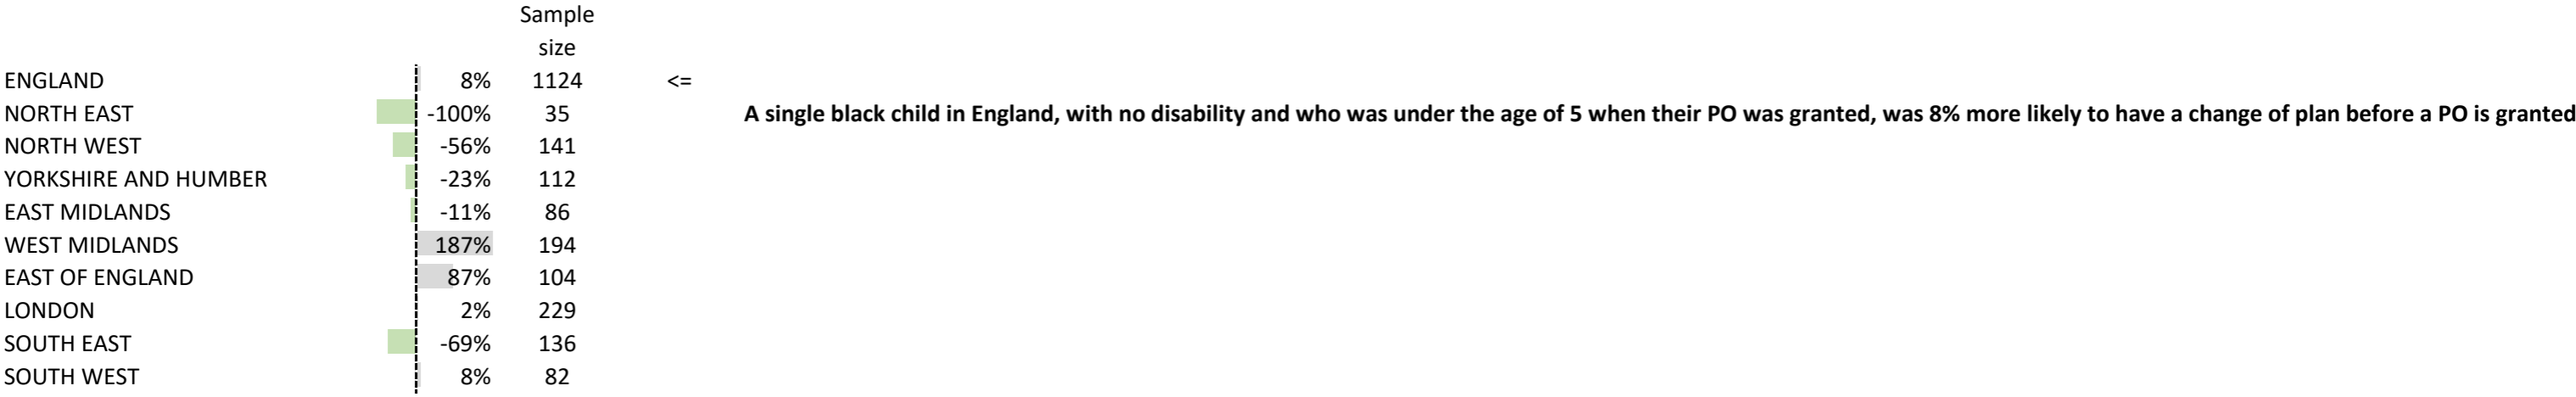 Sample
size
ENGLAND 8% 1124 <=
NORTH EAST -100% 35 A single black child in England, with no disability and who was under the age of 5 when their PO was granted, was 8% more likely to have a change of plan before a PO is granted
NORTH WEST -56% 141
YORKSHIRE AND HUMBER -23% 112
EAST MIDLANDS -11% 86
WEST MIDLANDS 187% 194
EAST OF ENGLAND 87% 104
LONDON 2% 229
SOUTH EAST -69% 136
SOUTH WEST 8% 82